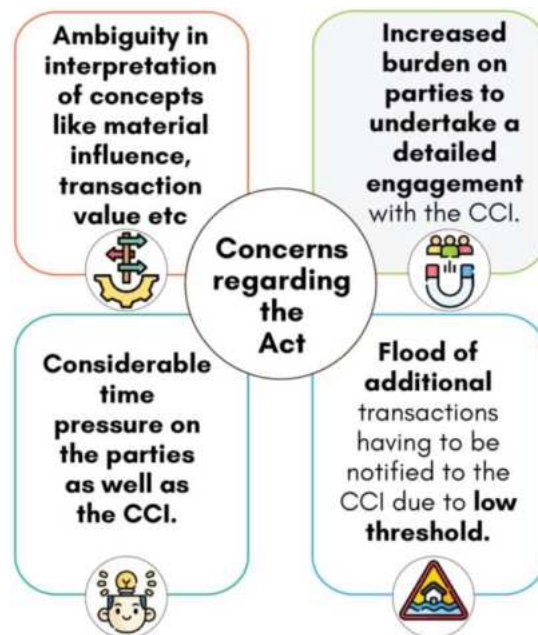 Ambiguity in
interpretation
of concepts
like material
influence,
transaction
value etc
Increased
burden on
parties to
undertake a
detailed
engagement
with the CCI.
Concerns
regarding
the
Act
Considerable
time
pressure on
the parties
as well as
the CCI.
Flood of
additional
transactions
having to be
notified to the
CCI due to low
threshold.